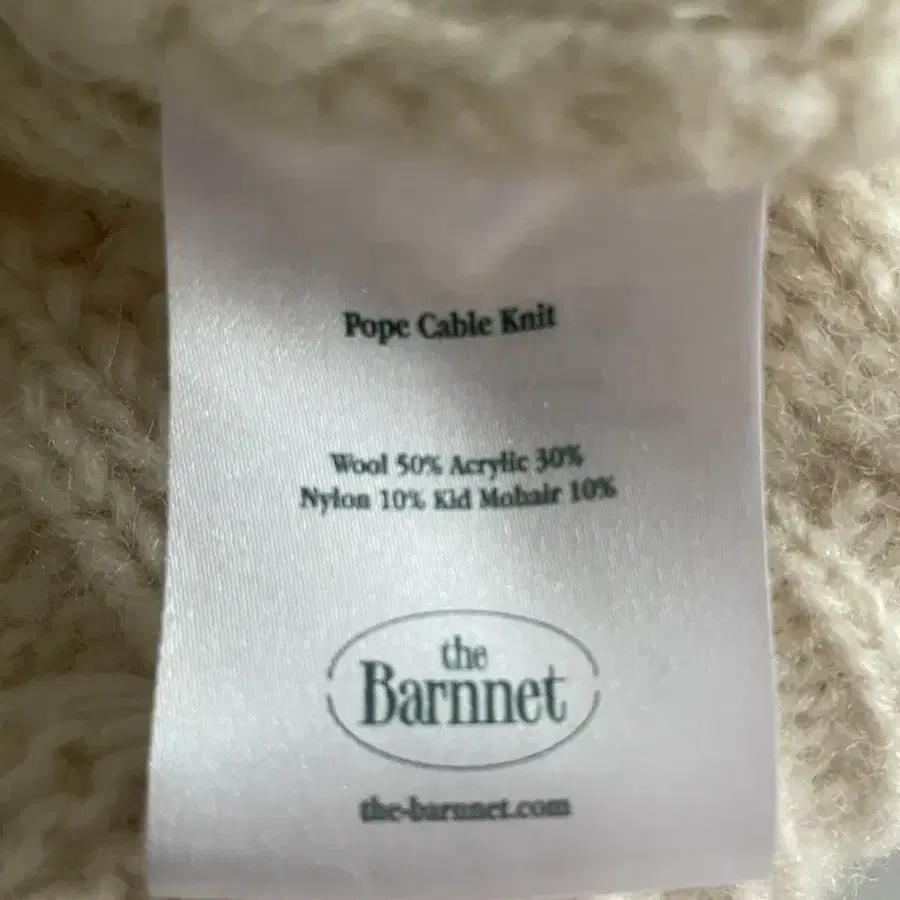 Pope Cable Knit
Wool 50% Acrylic 30%
Nylon 10% Kid Mohair 10%
the
Barnnet
the-barnnet.com